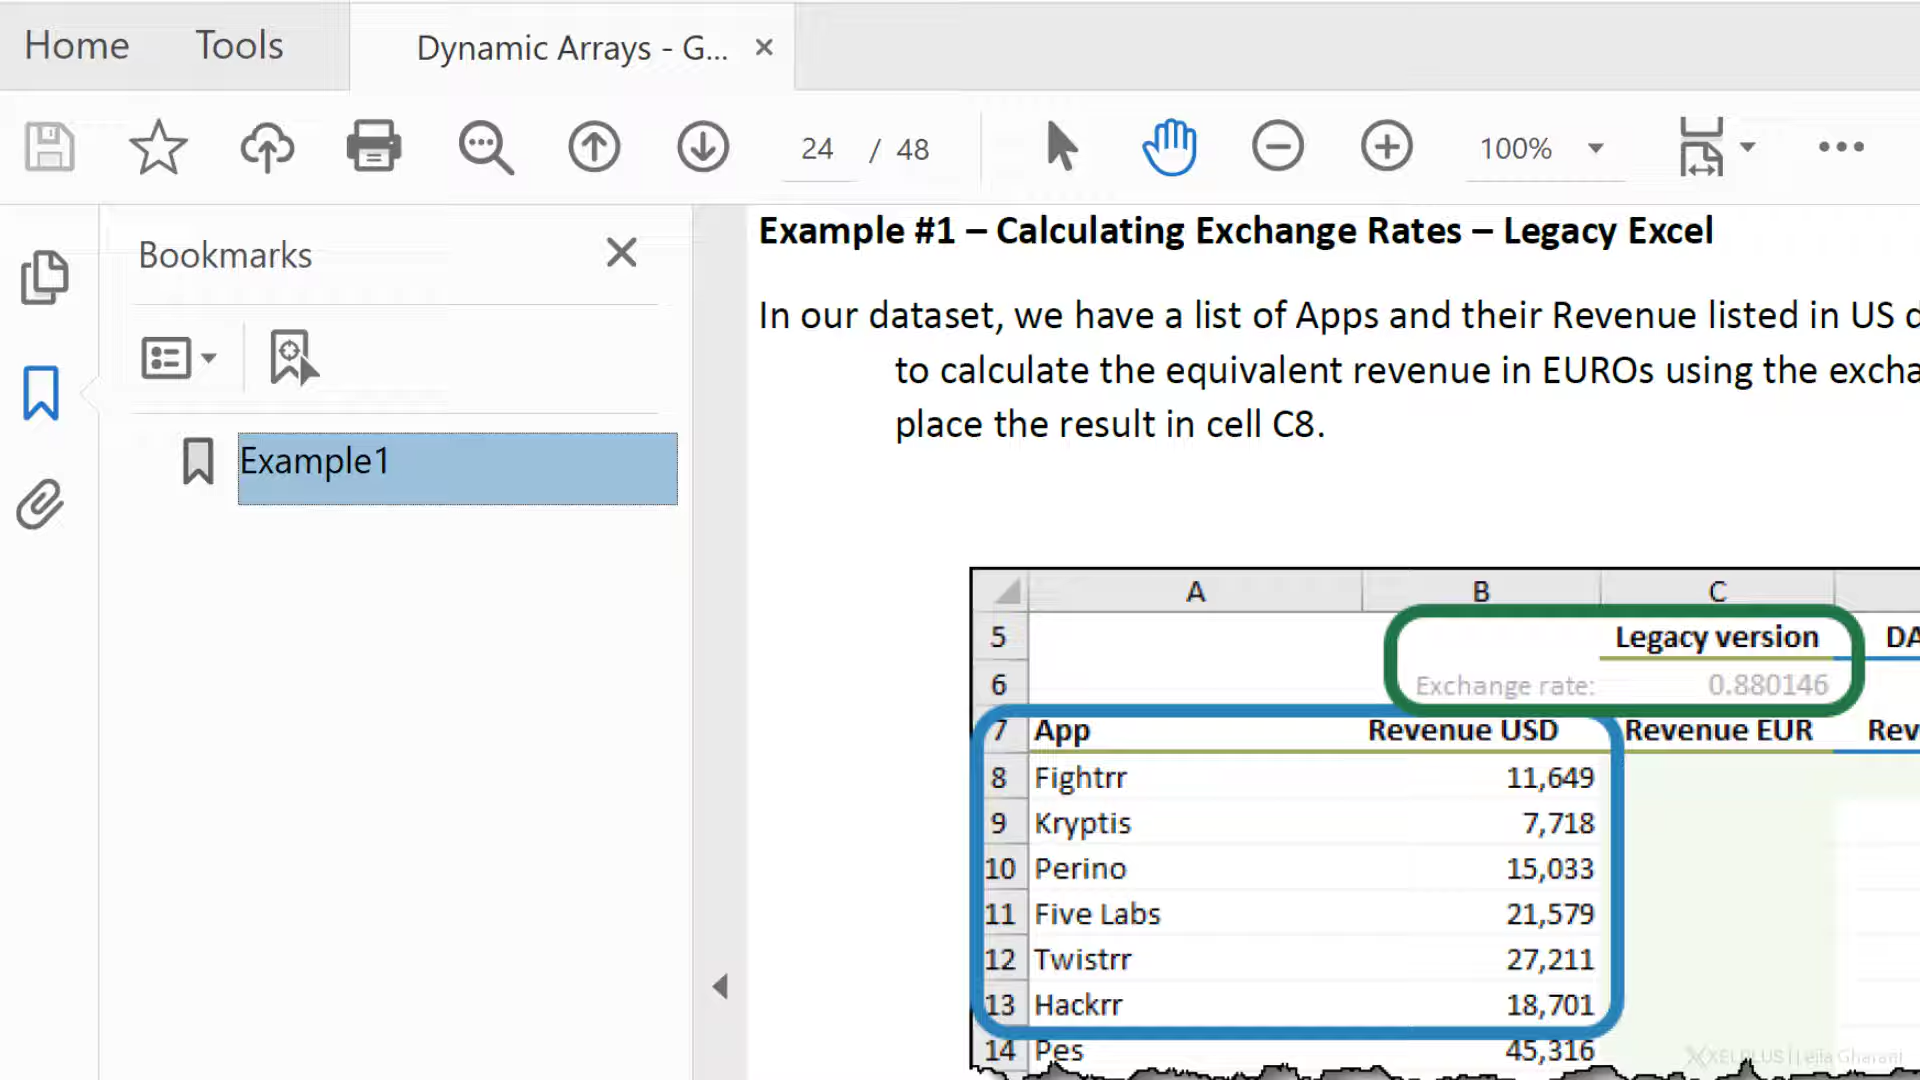 Home Tools Dynamic Arrays - G... ×
24 / 48 100%
Bookmarks
Example1
Example #1 – Calculating Exchange Rates – Legacy Excel
In our dataset, we have a list of Apps and their Revenue listed in US
to calculate the equivalent revenue in EUROs using the
place the result in cell C8.
A B C
5 Legacy version
6 Exchange rate: 0.880146
7 App Revenue USD Revenue EUR
8 Fightrr 11,649
9 Kryptis 7,718
10 Perino 15,033
11 Five Labs 21,579
12 Twistrr 27,211
13 Hackrr 18,701
14 Pes 45,316
XELPLUS | Leila Gharani